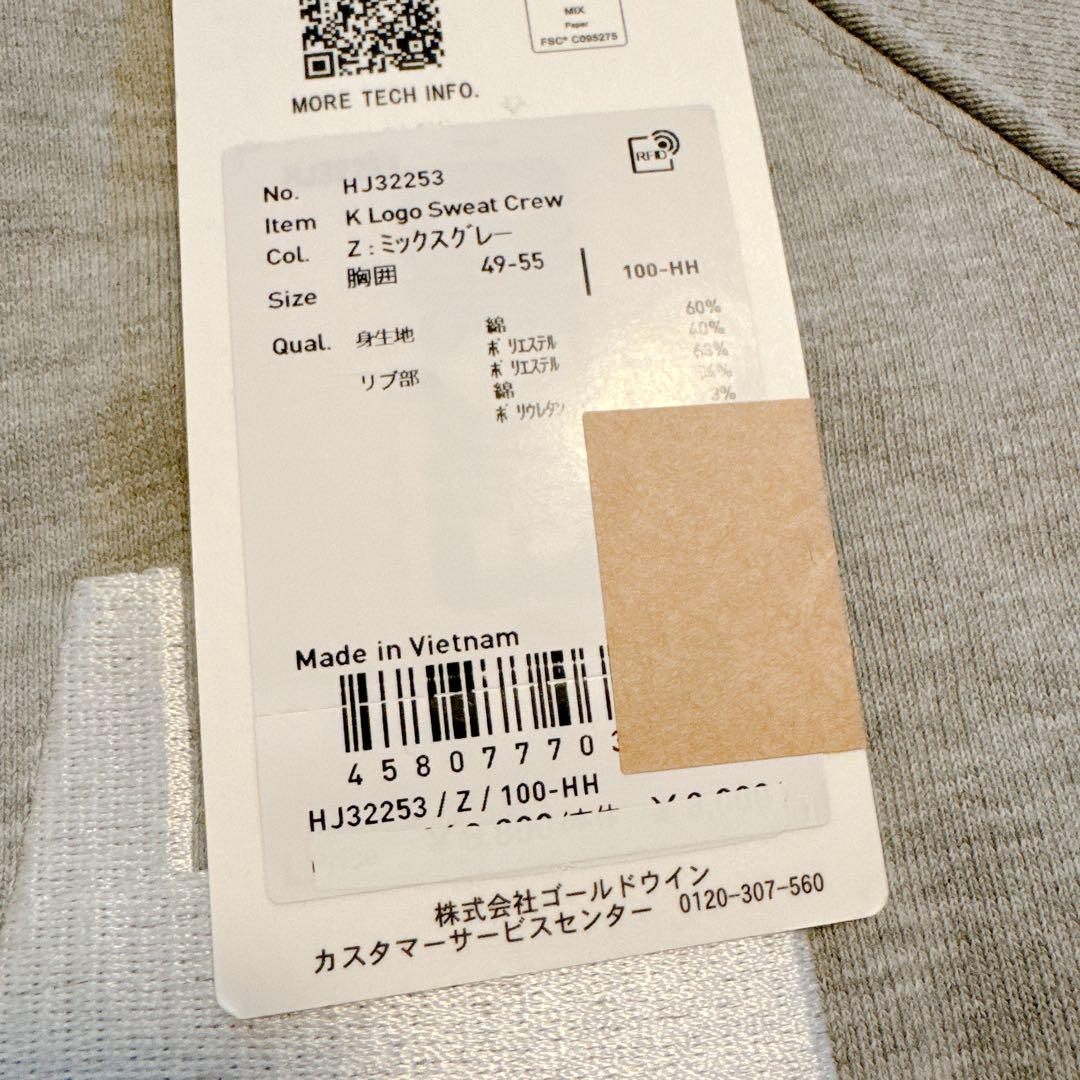 MIX
Paper
FSC® C095275
MORE TECH INFO.
RFID
No. HJ32253
Item K Logo Sweat Crew
Col. Z:ミックスグレー
Size 胸囲 49-55 100-HH
Qual. 身生地 綿 60%
ポリエステル 40%
リブ部 ポリエステル 63%
綿
ポリウレタン 3%
Made in Vietnam
45807770
HJ32253/Z/100-HH
株式会社ゴールドウイン
カスタマーサービスセンター 0120-307-560